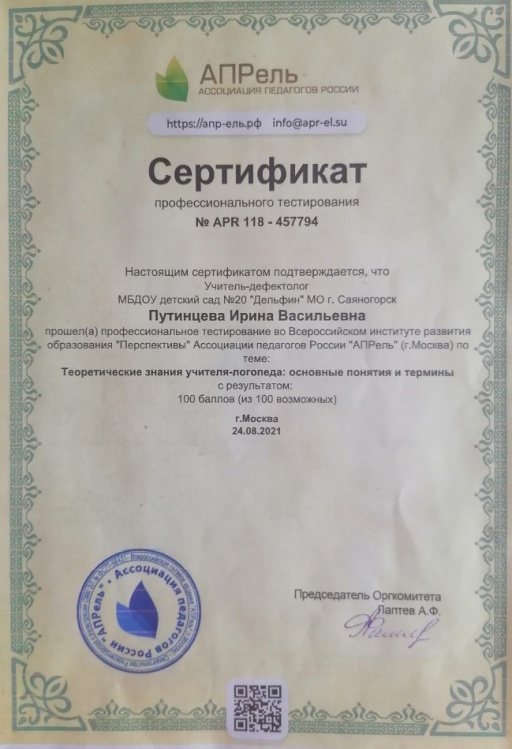 АПРель
АССОЦИАЦИЯ ПЕДАГОГОВ РОССИИ
https://апр-ель.рф info@apr-el.su
Сертификат
профессионального тестирования
№ APR 118 - 457794
Настоящим сертификатом подтверждается, что
Учитель-дефектолог
МБДОУ детский сад №20 "Дельфин" МО г. Саяногорск
Путинцева Ирина Васильевна
прошел(а) профессиональное тестирование во Всероссийском институте развития
образования "Перспективы" Ассоциации педагогов России "АПРель" (г.Москва) по
теме:
Теоретические знания учителя-логопеда: основные понятия и термины
с результатом:
100 баллов (из 100 возможных)
г.Москва
24.08.2021
Председатель Оргкомитета
Лаптев А.Ф.
Ассоциация педагогов России "АПРель"